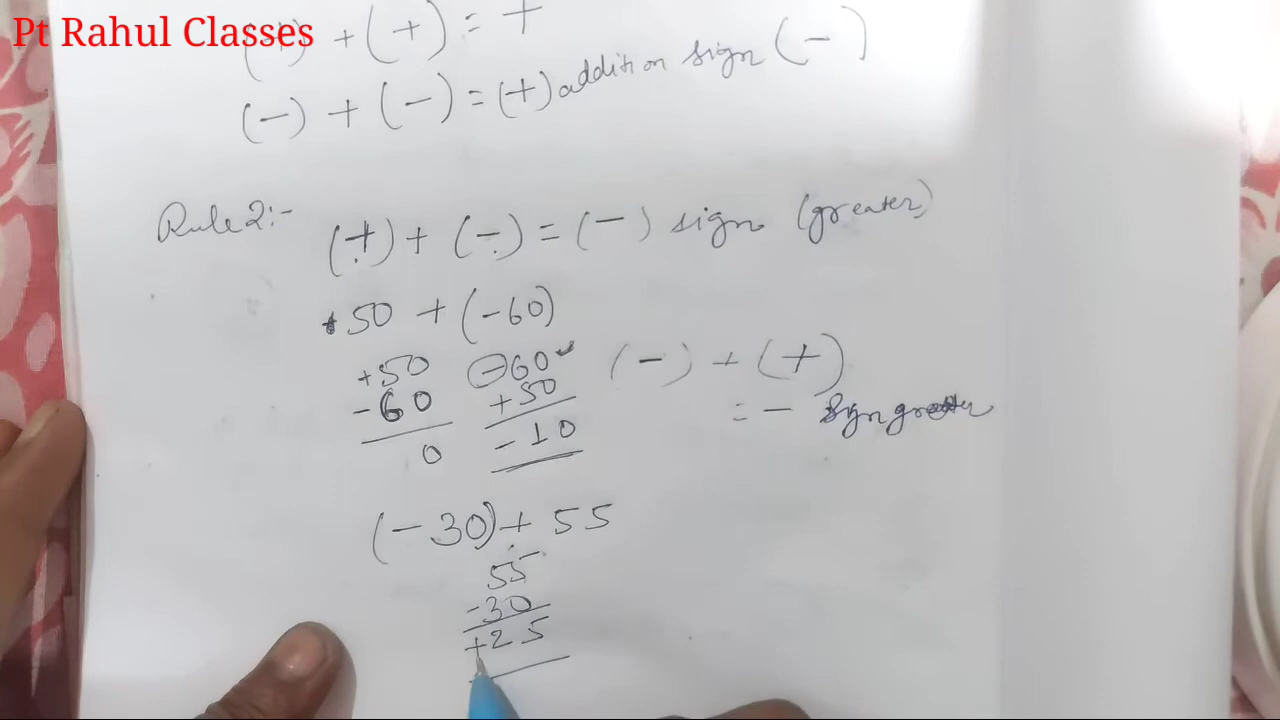 Pt Rahul Classes
(+) + (+) = +
(-) + (-) = (+) addition sign (-)
Rule 2:-
(+) + (-) = (-) sign (greater)
+50 + (-60)
+50
-60
0
-60
+50
-10
(-) + (+)
= - sign greater
(-30) + 55
55
-30
+25